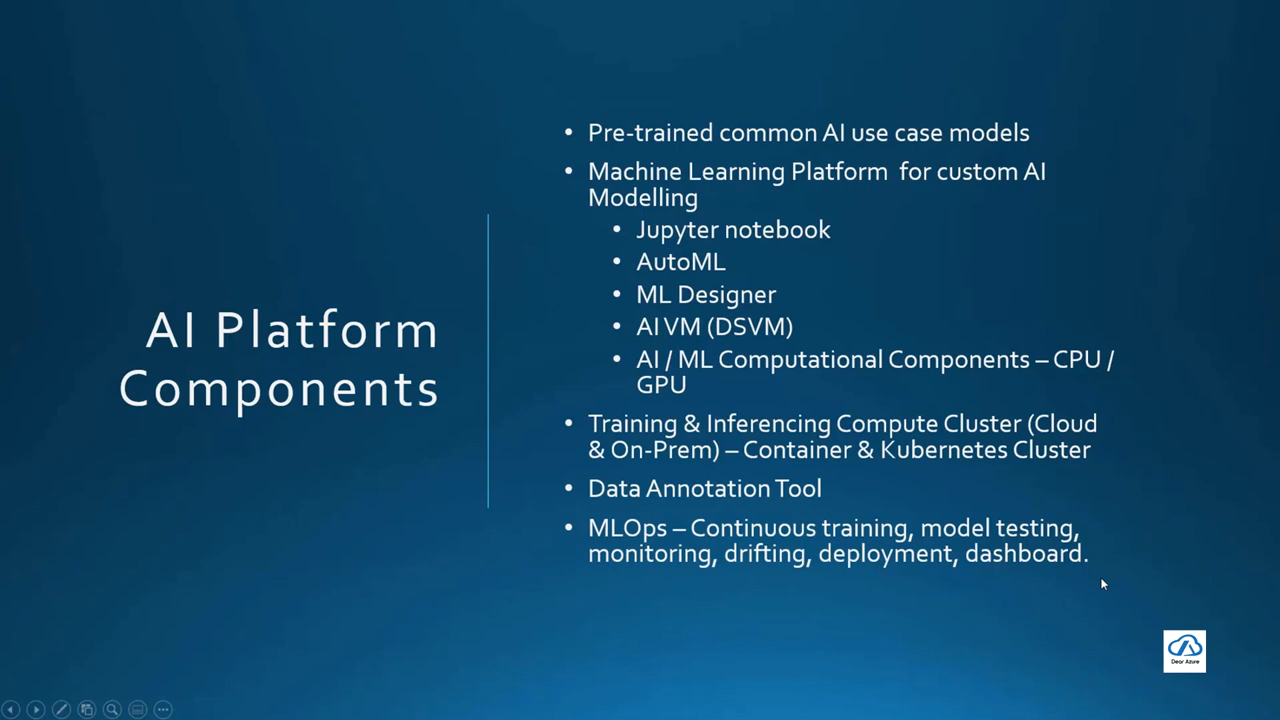 AI Platform
Components
• Pre-trained common AI use case models
• Machine Learning Platform  for custom AI
Modelling
• Jupyter notebook
• AutoML
• ML Designer
• AI VM (DSVM)
• AI / ML Computational Components – CPU /
GPU
• Training & Inferencing Compute Cluster (Cloud
& On-Prem) – Container & Kubernetes Cluster
• Data Annotation Tool
• MLOps – Continuous training, model testing,
monitoring, drifting, deployment, dashboard.
Dear Azure